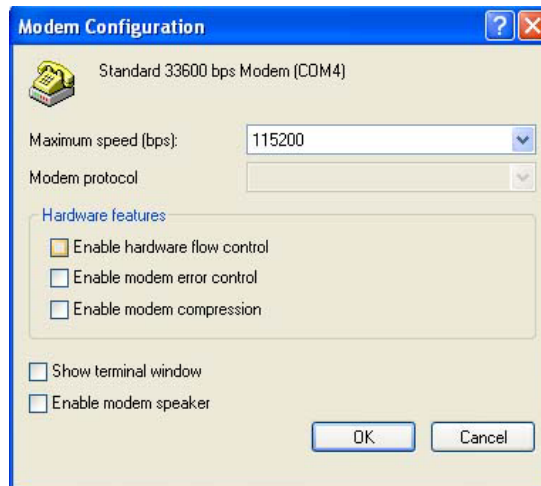 Modem Configuration
Standard 33600 bps Modem (COM4)
Maximum speed (bps):
115200
Modem protocol
Hardware features
Enable hardware flow control
Enable modem error control
Enable modem compression
Show terminal window
Enable modem speaker
OK
Cancel